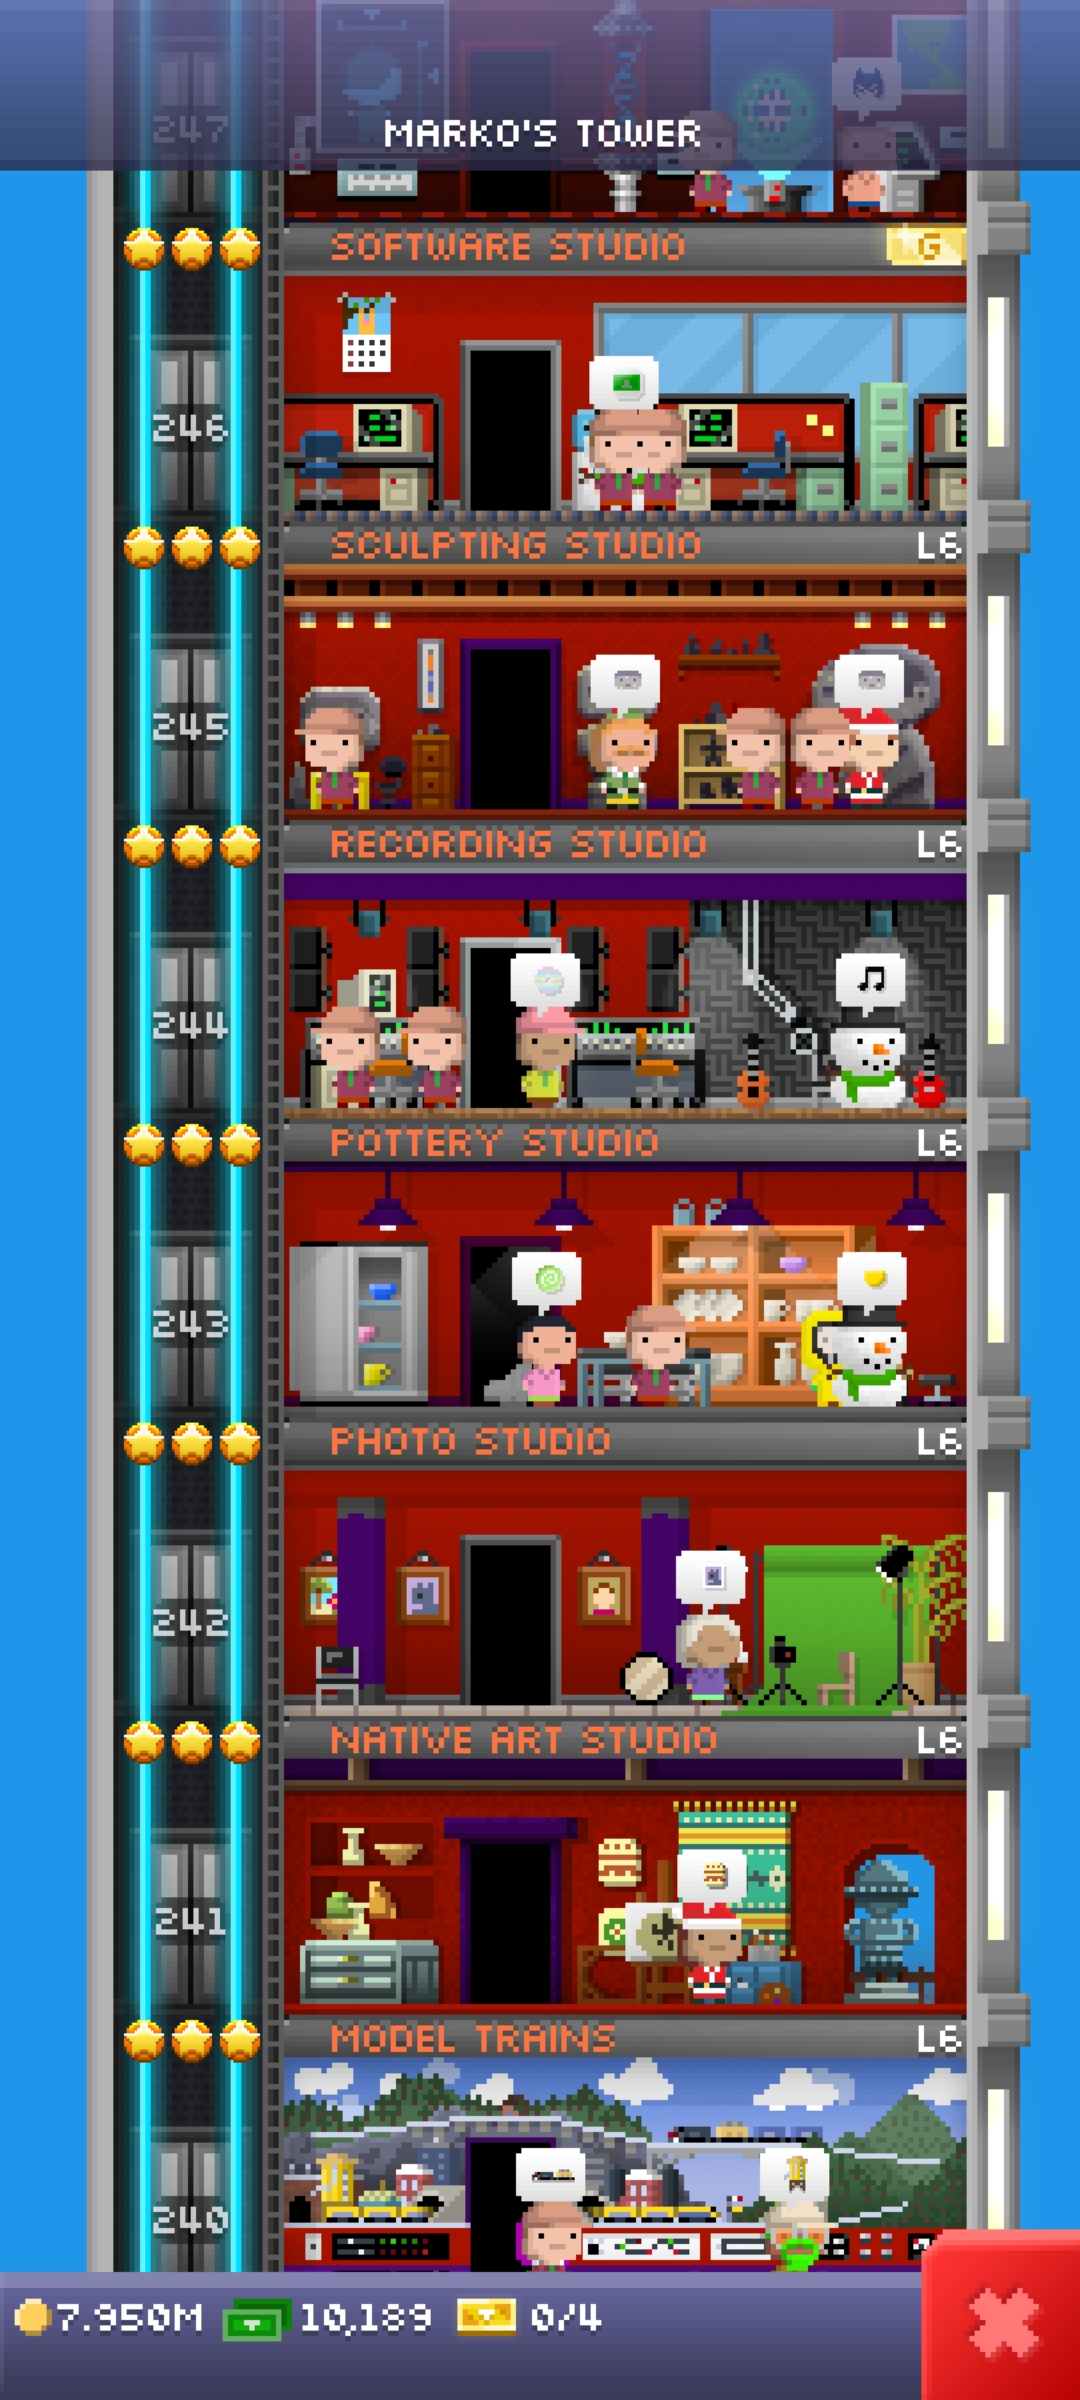 247
MARKO'S TOWER
SOFTWARE STUDIO G
246
SCULPTING STUDIO L6
245
RECORDING STUDIO L6
244
POTTERY STUDIO L6
243
PHOTO STUDIO L6
242
NATIVE ART STUDIO L6
241
MODEL TRAINS L6
240
7.950M 10,189 0/4